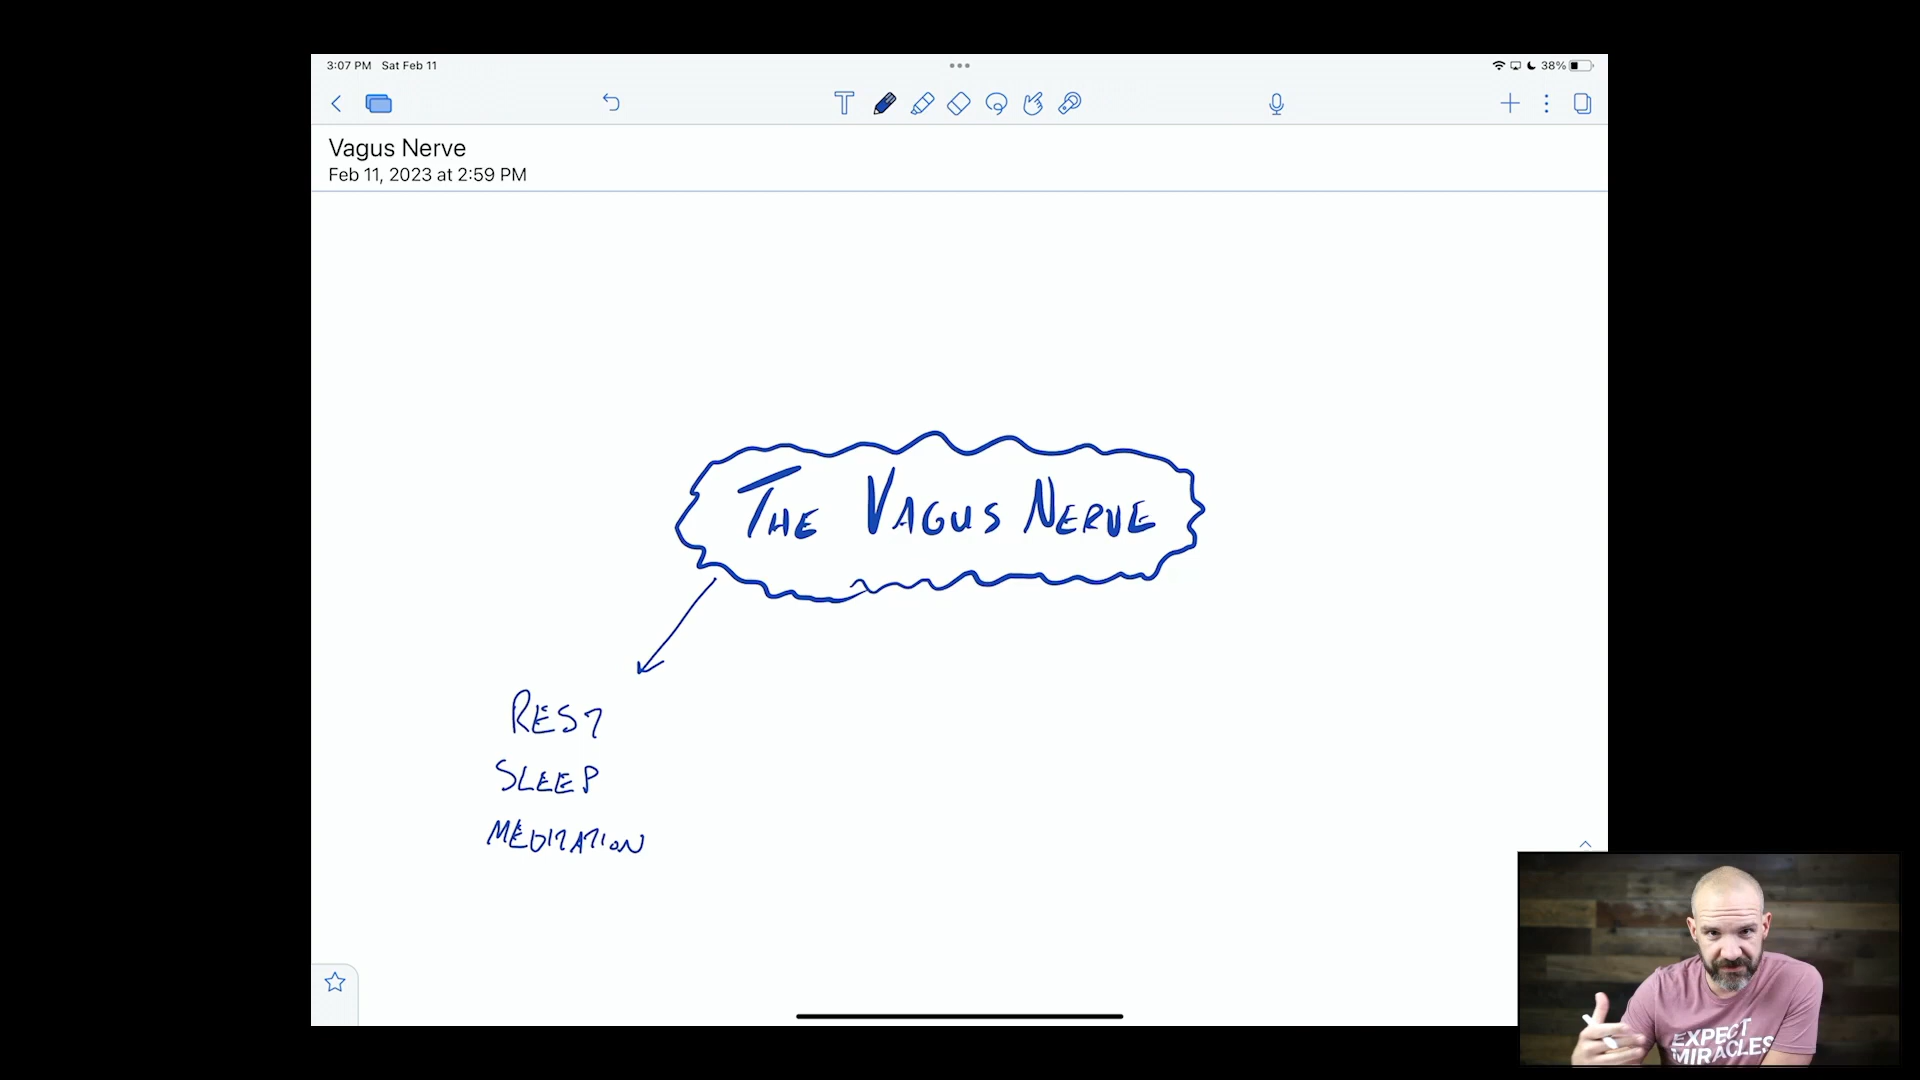 3:07 PM Sat Feb 11
38%
Vagus Nerve
Feb 11, 2023 at 2:59 PM
THE VAGUS NERVE
REST
SLEEP
MEDITATION
EXPECT
MIRACLES